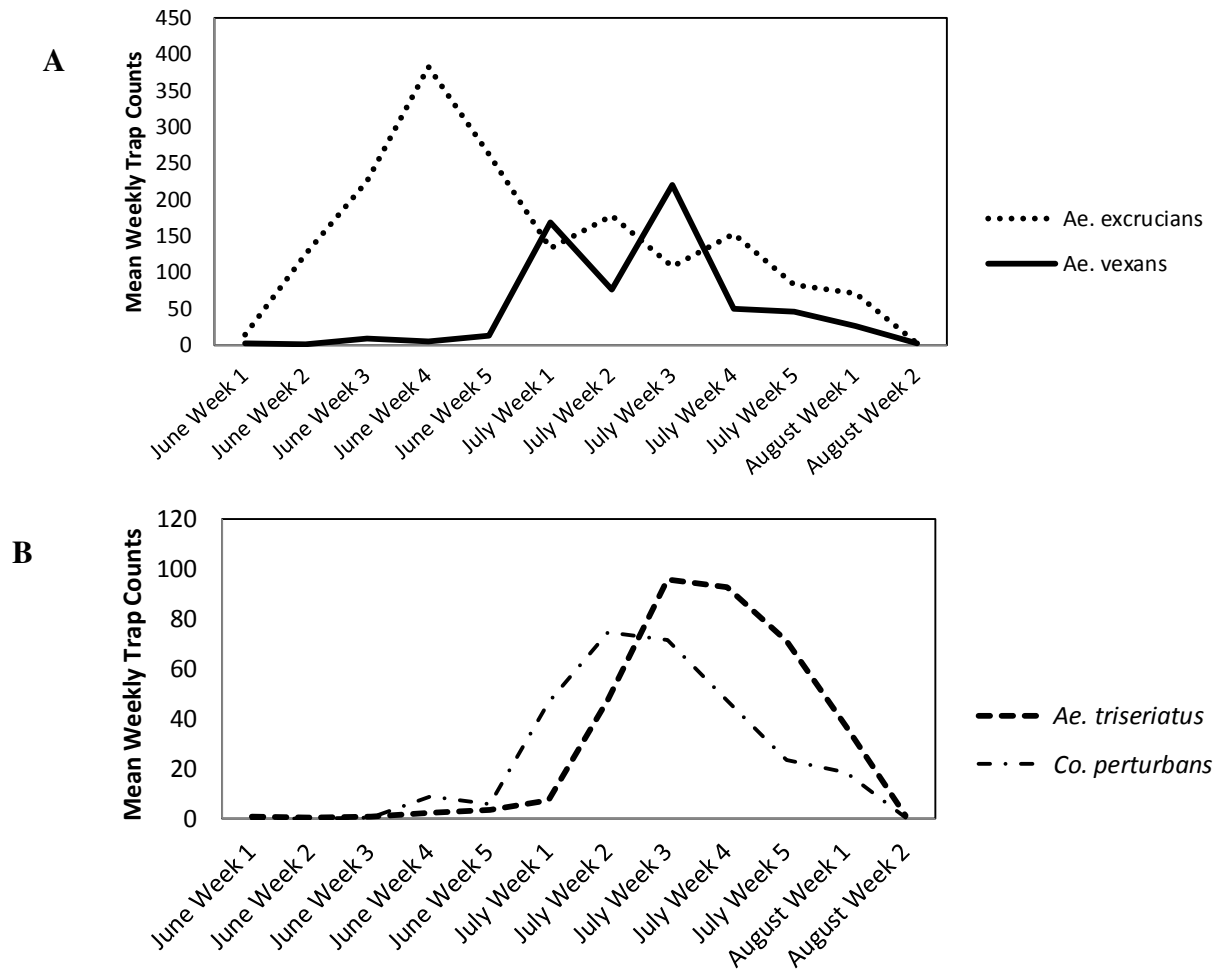 A
Mean Weekly Trap Counts
450
400
350
300
250
200
150
100
50
0
June Week 1
June Week 2
June Week 3
June Week 4
June Week 5
July Week 1
July Week 2
July Week 3
July Week 4
July Week 5
August Week 1
August Week 2
Ae. excrucians
Ae. vexans
B
Mean Weekly Trap Counts
120
100
80
60
40
20
0
June Week 1
June Week 2
June Week 3
June Week 4
June Week 5
July Week 1
July Week 2
July Week 3
July Week 4
July Week 5
August Week 1
August Week 2
Ae. triseriatus
Co. perturbans